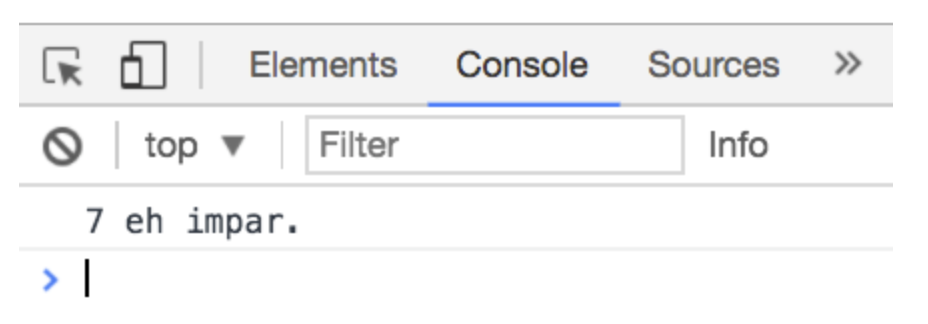 Elements Console Sources »
top ▼ Filter Info
7 eh impar.
>